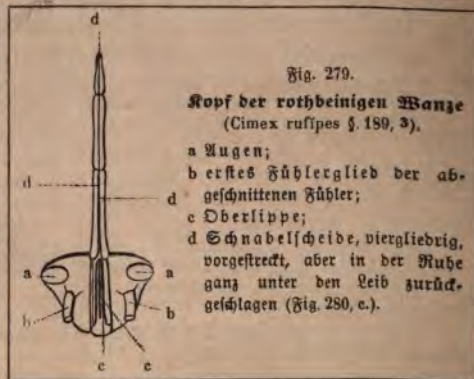 d
Fig. 279.
Kopf der rothbeinigen Wanze
(Cimex rufipes §. 189, 3).
a Augen;
b erstes Fühlerglied der ab-
geschnittenen Fühler;
c Oberlippe;
d Schnabelscheide, viergliedrig,
vorgestreckt, aber in der Ruhe
ganz unter den Leib zurück-
geschlagen (Fig. 280, e.).
d
d
a
a
b
b
c
e